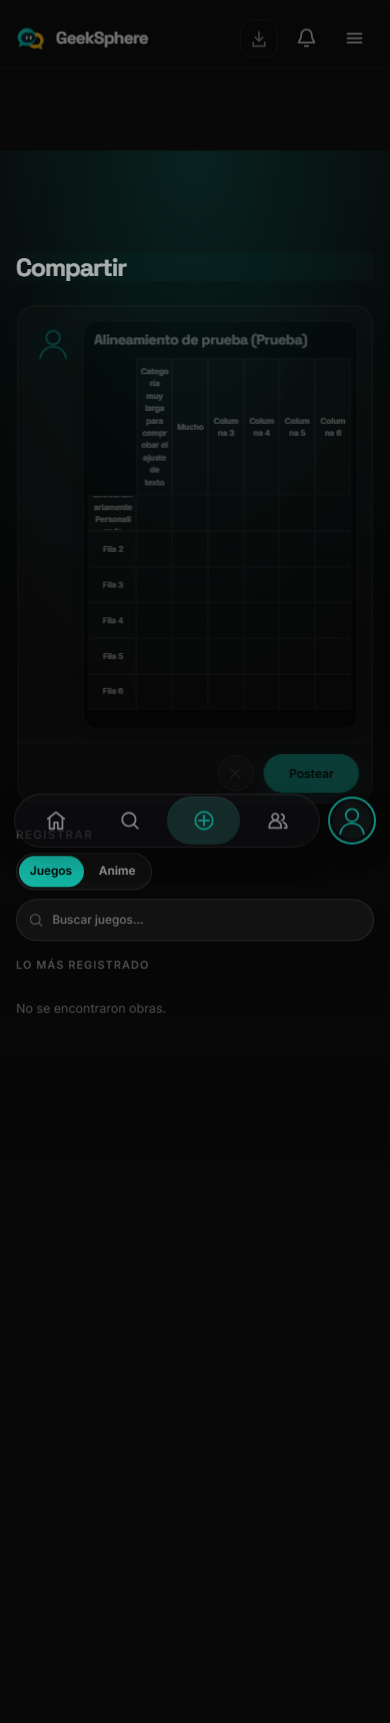 GeekSphere
Compartir
Alineamiento de prueba (Prueba)
Catego
ría
muy
larga
para
compr
obar el
ajuste
de
texto
Mucho
Colum
na 3
Colum
na 4
Colum
na 5
Colum
na 6
ariamente
Personali
Fila 2
Fila 3
Fila 4
Fila 5
Fila 6
Postear
REGISTRAR
Juegos
Anime
Buscar juegos...
LO MÁS REGISTRADO
No se encontraron obras.